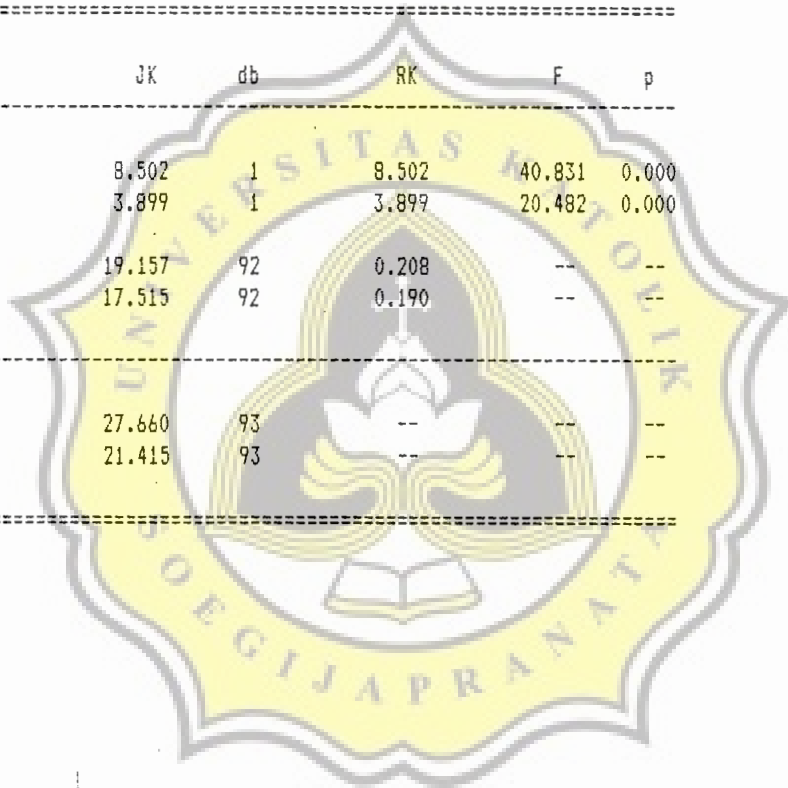 JK db RK F p
8.502 1 8.502 40.831 0.000
3.899 1 3.899 20.482 0.000
19.157 92 0.208 -- --
17.515 92 0.190 -- --
27.660 93 -- -- --
21.415 93 -- -- --
UNIVERSITAS KATOLIK
SOEGIJAPRANATA